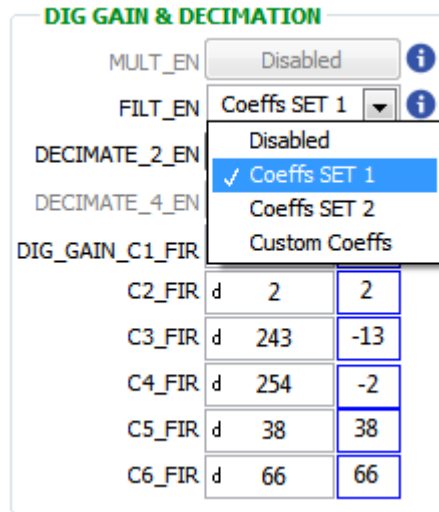 DIG GAIN & DECIMATION
MULT_EN Disabled i
FILT_EN Coeffs SET 1 i
Disabled
DECIMATE_2_EN
✓ Coeffs SET 1
DECIMATE_4_EN
Coeffs SET 2
Custom Coeffs
DIG_GAIN_C1_FIR
C2_FIR d 2 2
C3_FIR d 243 -13
C4_FIR d 254 -2
C5_FIR d 38 38
C6_FIR d 66 66